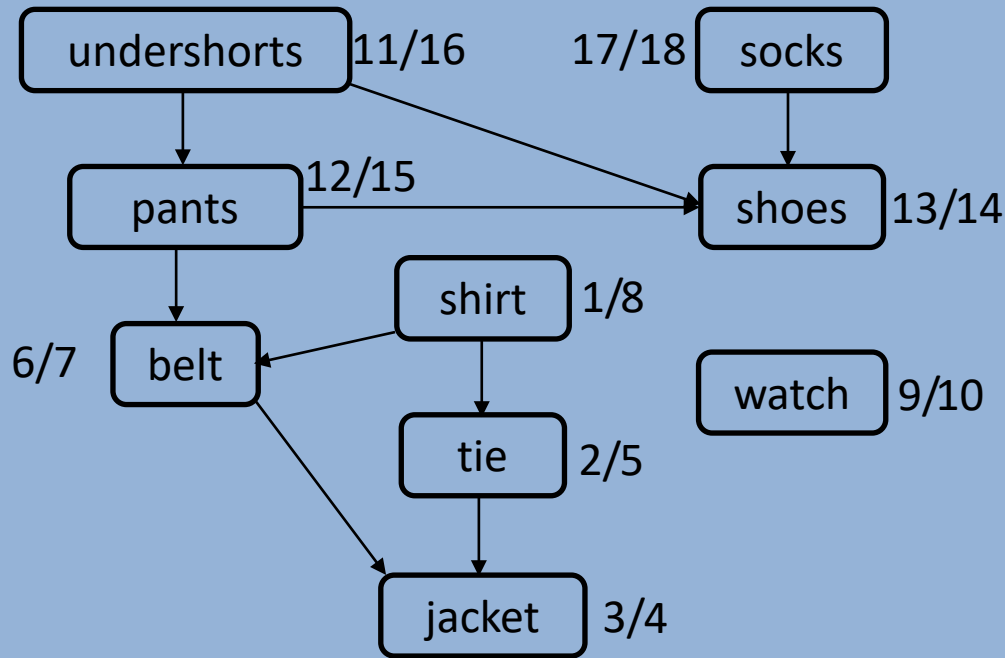 undershorts 11/16 17/18 socks
pants 12/15 shoes 13/14
shirt 1/8
6/7 belt
watch 9/10
tie 2/5
jacket 3/4